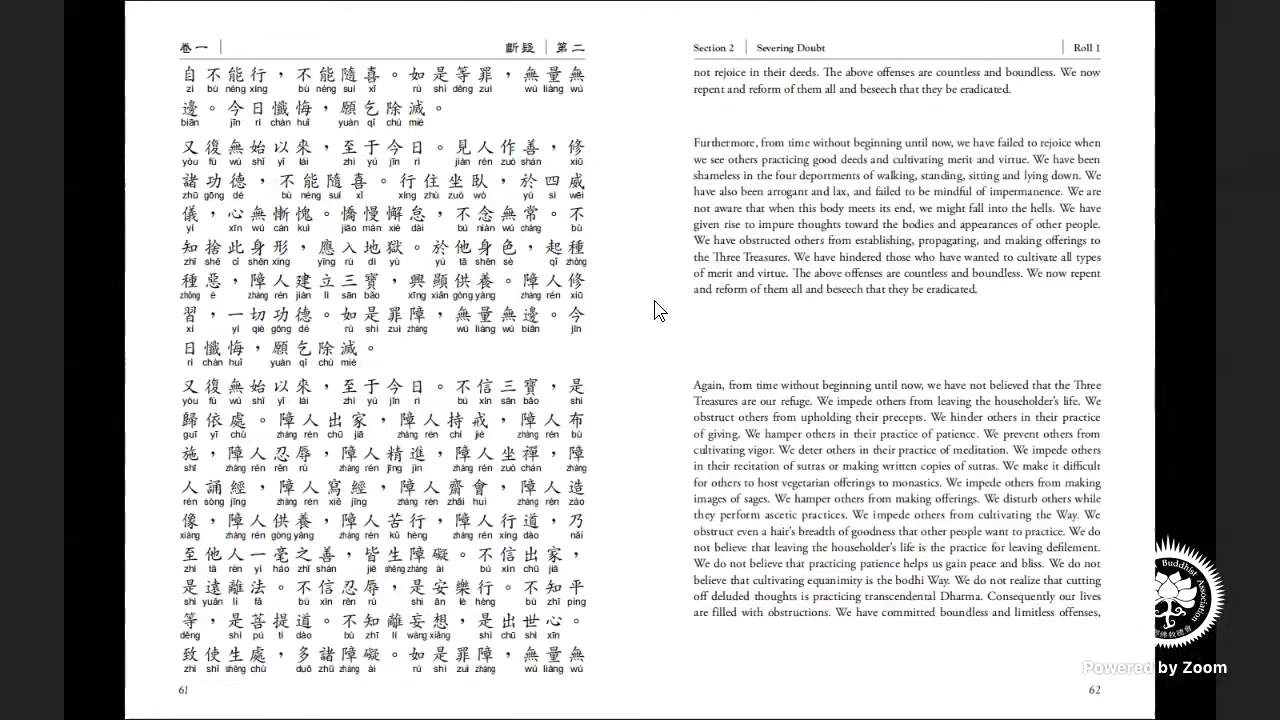 卷一
斷疑 第二
自不能行，不能隨喜。如是等罪，無量無
zì bù néng xíng bù néng suí xǐ rú shì děng zuì wú liàng wú
邊。今日懺悔，願乞除滅。
biān jīn rì chàn huǐ yuàn qǐ chú miè
又復無始以來，至于今日。見人作善，修
yòu fù wú shǐ yǐ lái zhì yú jīn rì jiàn rén zuò shàn xiū
諸功德，不能隨喜。行住坐臥，於四威
zhū gōng dé bù néng suí xǐ xíng zhù zuò wò yú sì wēi
儀，心無慚愧。憍慢懈怠，不念無常。不
yí xīn wú cán kuì jiāo màn xiè dài bú niàn wú cháng bù
知捨此身形，應入地獄。於他身色，起種
zhī shě cǐ shēn xíng yīng rù dì yù yú tā shēn sè qǐ zhǒng
種惡，障人建立三寶，興顯供養。障人修
zhǒng è zhàng rén jiàn lì sān bǎo xīng xiǎn gòng yàng zhàng rén xiū
習，一切功德。如是罪障，無量無邊。今
xí yí qiè gōng dé rú shì zuì zhàng wú liàng wú biān jīn
日懺悔，願乞除滅。
rì chàn huǐ yuàn qǐ chú miè
又復無始以來，至于今日。不信三寶，是
yòu fù wú shǐ yǐ lái zhì yú jīn rì bú xìn sān bǎo shì
歸依處。障人出家，障人持戒，障人布
guī yī chù zhàng rén chū jiā zhàng rén chí jiè zhàng rén bù
施，障人忍辱，障人精進，障人坐禪，障
shī zhàng rén rěn rù zhàng rén jīng jìn zhàng rén zuò chán zhàng
人誦經，障人寫經，障人齋會，障人造
rén sòng jīng zhàng rén xiě jīng zhàng rén zhāi huì zhàng rén zào
像，障人供養，障人苦行，障人行道，乃
xiàng zhàng rén gòng yàng zhàng rén kǔ hèng zhàng rén xíng dào nǎi
至他人一毫之善，皆生障礙。不信出家，
zhì tā rén yì háo zhī shàn jiē shēng zhàng ài bú xìn chū jiā
是遠離法。不信忍辱，是安樂行。不知平
shì yuǎn lí fǎ bú xìn rěn rù shì ān lè hèng bù zhī píng
等，是菩提道。不知離妄想，是出世心。
děng shì pú tí dào bù zhī lí wàng xiǎng shì chū shì xīn
致使生處，多諸障礙。如是罪障，無量無
zhì shǐ shēng chù duō zhū zhàng ài rú shì zuì zhàng wú liàng wú
61
Section 2 Severing Doubt Roll 1
not rejoice in their deeds. The above offenses are countless and boundless. We now
repent and reform of them all and beseech that they be eradicated.
Furthermore, from time without beginning until now, we have failed to rejoice when
we see others practicing good deeds and cultivating merit and virtue. We have been
shameless in the four deportments of walking, standing, sitting and lying down. We
have also been arrogant and lax, and failed to be mindful of impermanence. We are
not aware that when this body meets its end, we might fall into the hells. We have
given rise to impure thoughts toward the bodies and appearances of other people.
We have obstructed others from establishing, propagating, and making offerings to
the Three Treasures. We have hindered those who have wanted to cultivate all types
of merit and virtue. The above offenses are countless and boundless. We now repent
and reform of them all and beseech that they be eradicated.
Again, from time without beginning until now, we have not believed that the Three
Treasures are our refuge. We impede others from leaving the householder's life. We
obstruct others from upholding their precepts. We hinder others in their practice
of giving. We hamper others in their practice of patience. We prevent others from
cultivating vigor. We deter others in their practice of meditation. We impede others
in their recitation of sutras or making written copies of sutras. We make it difficult
for others to host vegetarian offerings to monastics. We impede others from making
images of sages. We hamper others from making offerings. We disturb others while
they perform ascetic practices. We impede others from cultivating the Way. We
obstruct even a hair's breadth of goodness that other people want to practice. We do
not believe that leaving the householder's life is the practice for leaving defilement.
We do not believe that practicing patience helps us gain peace and bliss. We do not
believe that cultivating equanimity is the bodhi Way. We do not realize that cutting
off deluded thoughts is practicing transcendental Dharma. Consequently our lives
are filled with obstructions. We have committed boundless and limitless offenses,
62
Buddhist Association
Powered by Zoom